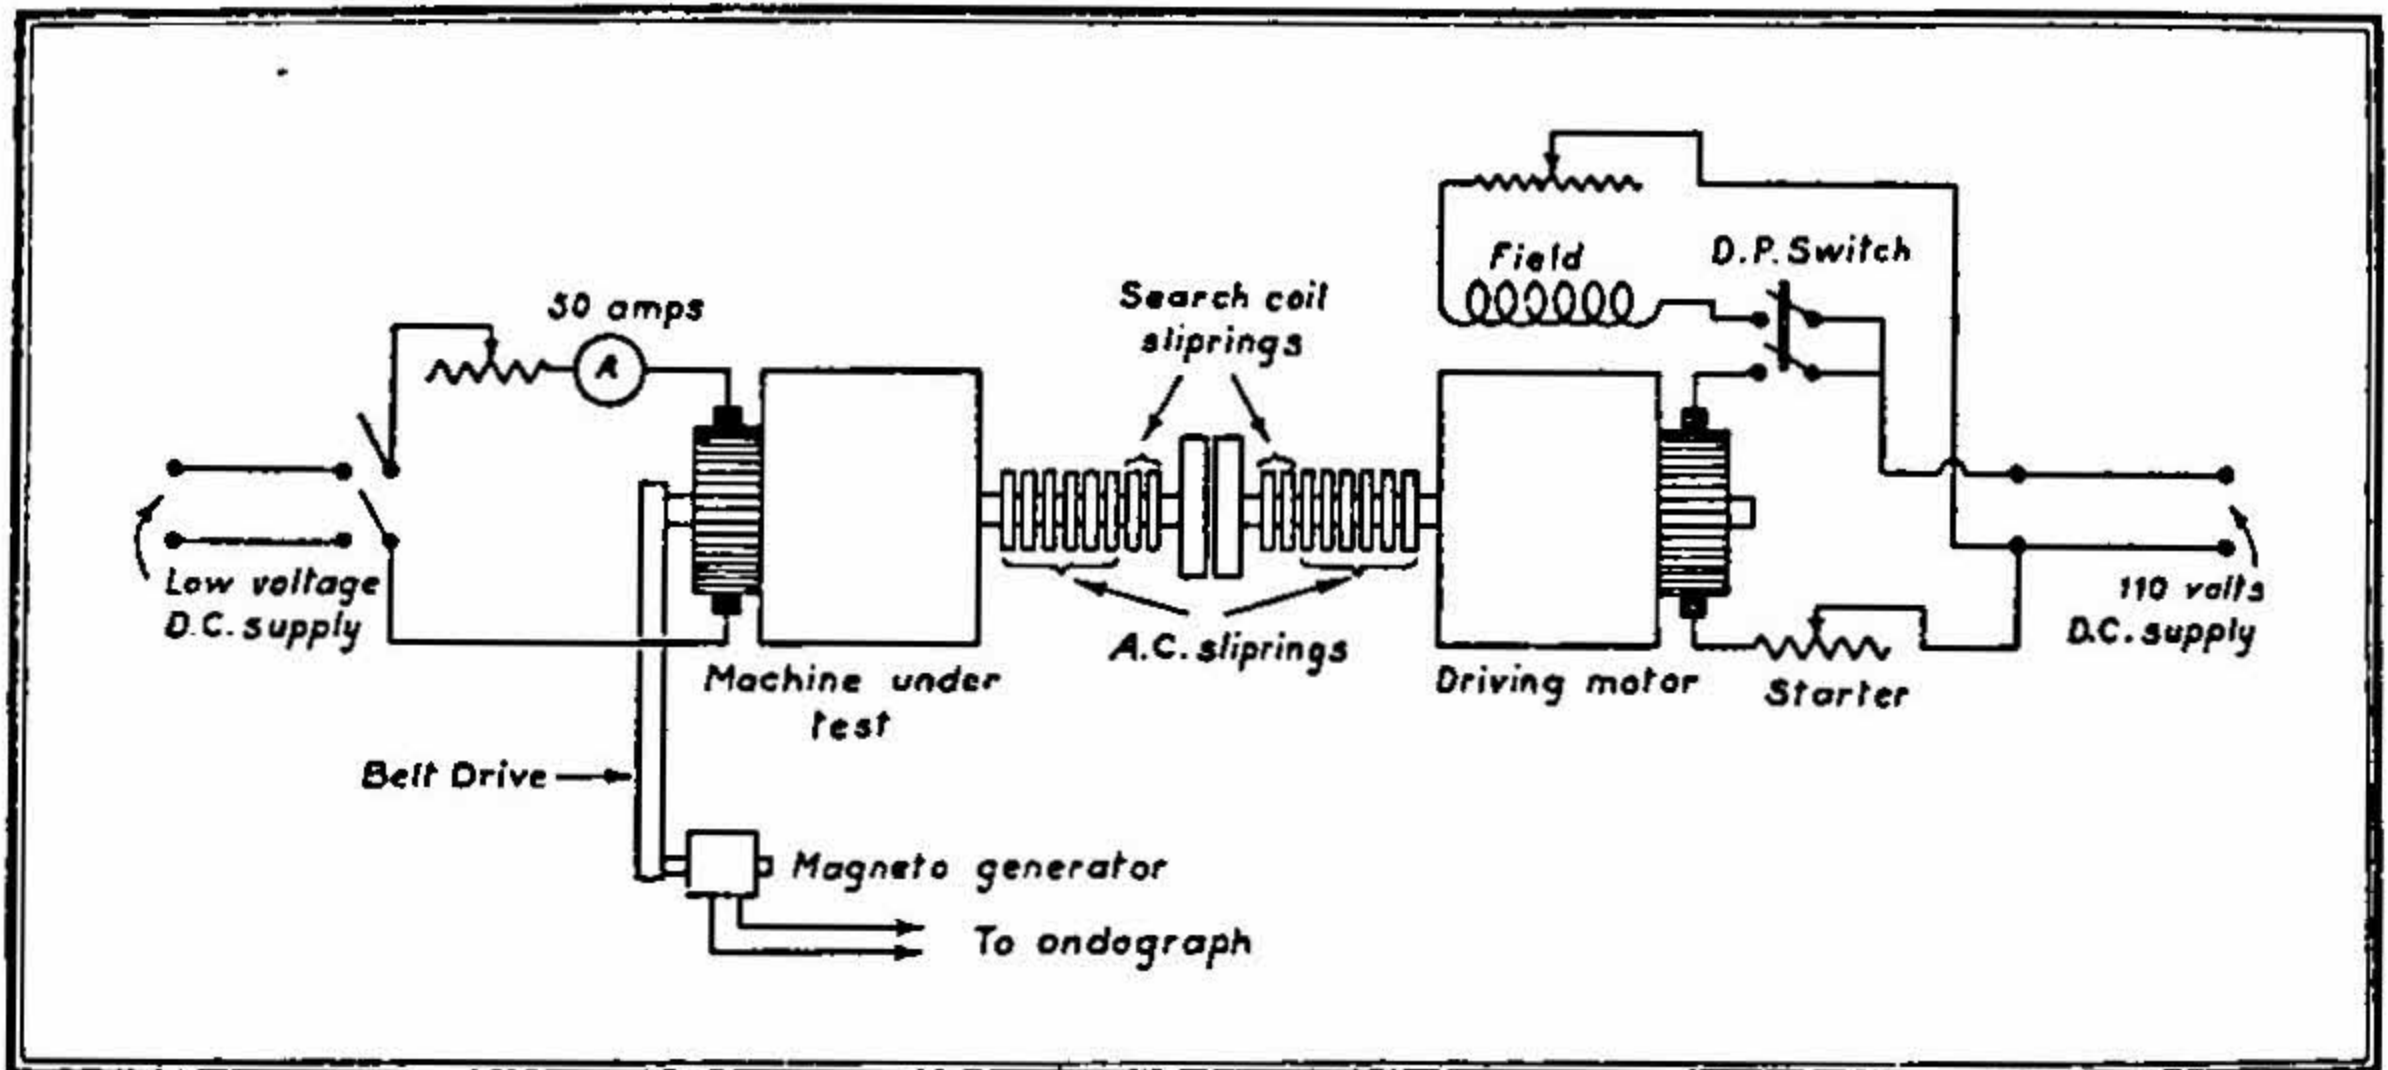 50 amps
A
Low voltage
D.C. supply
Machine under
test
Belt Drive
Magneto generator
To ondograph
Search coil
sliprings
A.C. sliprings
Field
D.P. Switch
Driving motor
Starter
110 volts
D.C. supply